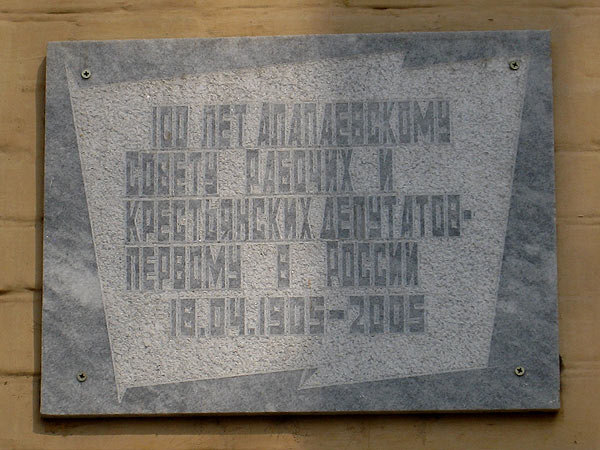 100 ЛЕТ АЛАПАЕВСКОМУ
СОВЕТУ РАБОЧИХ И
КРЕСТЬЯНСКИХ ДЕПУТАТОВ-
ПЕРВОМУ В РОССИИ
18.04.1905-2005